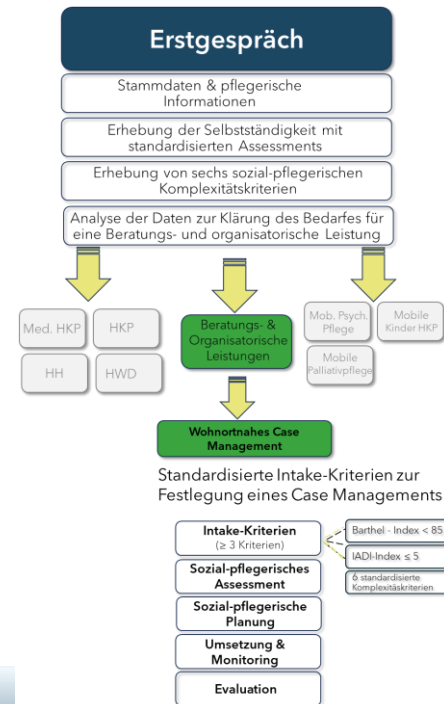 Erstgespräch
Stammdaten & pflegerische
Informationen
Erhebung der Selbstständigkeit mit
standardisierten Assessments
Erhebung von sechs sozial-pflegerischen
Komplexitätskriterien
Analyse der Daten zur Klärung des Bedarfes für
eine Beratungs- und organisatorische Leistung
Med. HKP
HKP
HH
HWD
Beratungs- &
Organisatorische
Leistungen
Mob. Psych.
Pflege
Mobile
Kinder HKP
Mobile
Palliativpflege
Wohnortnahes Case
Management
Standardisierte Intake-Kriterien zur
Festlegung eines Case Managements
Intake-Kriterien
(≥ 3 Kriterien)
Barthel - Index < 85
IADl-Index ≤ 5
6 standardisierte
Komplexitäskriterien
Sozial-pflegerisches
Assessment
Sozial-pflegerische
Planung
Umsetzung &
Monitoring
Evaluation